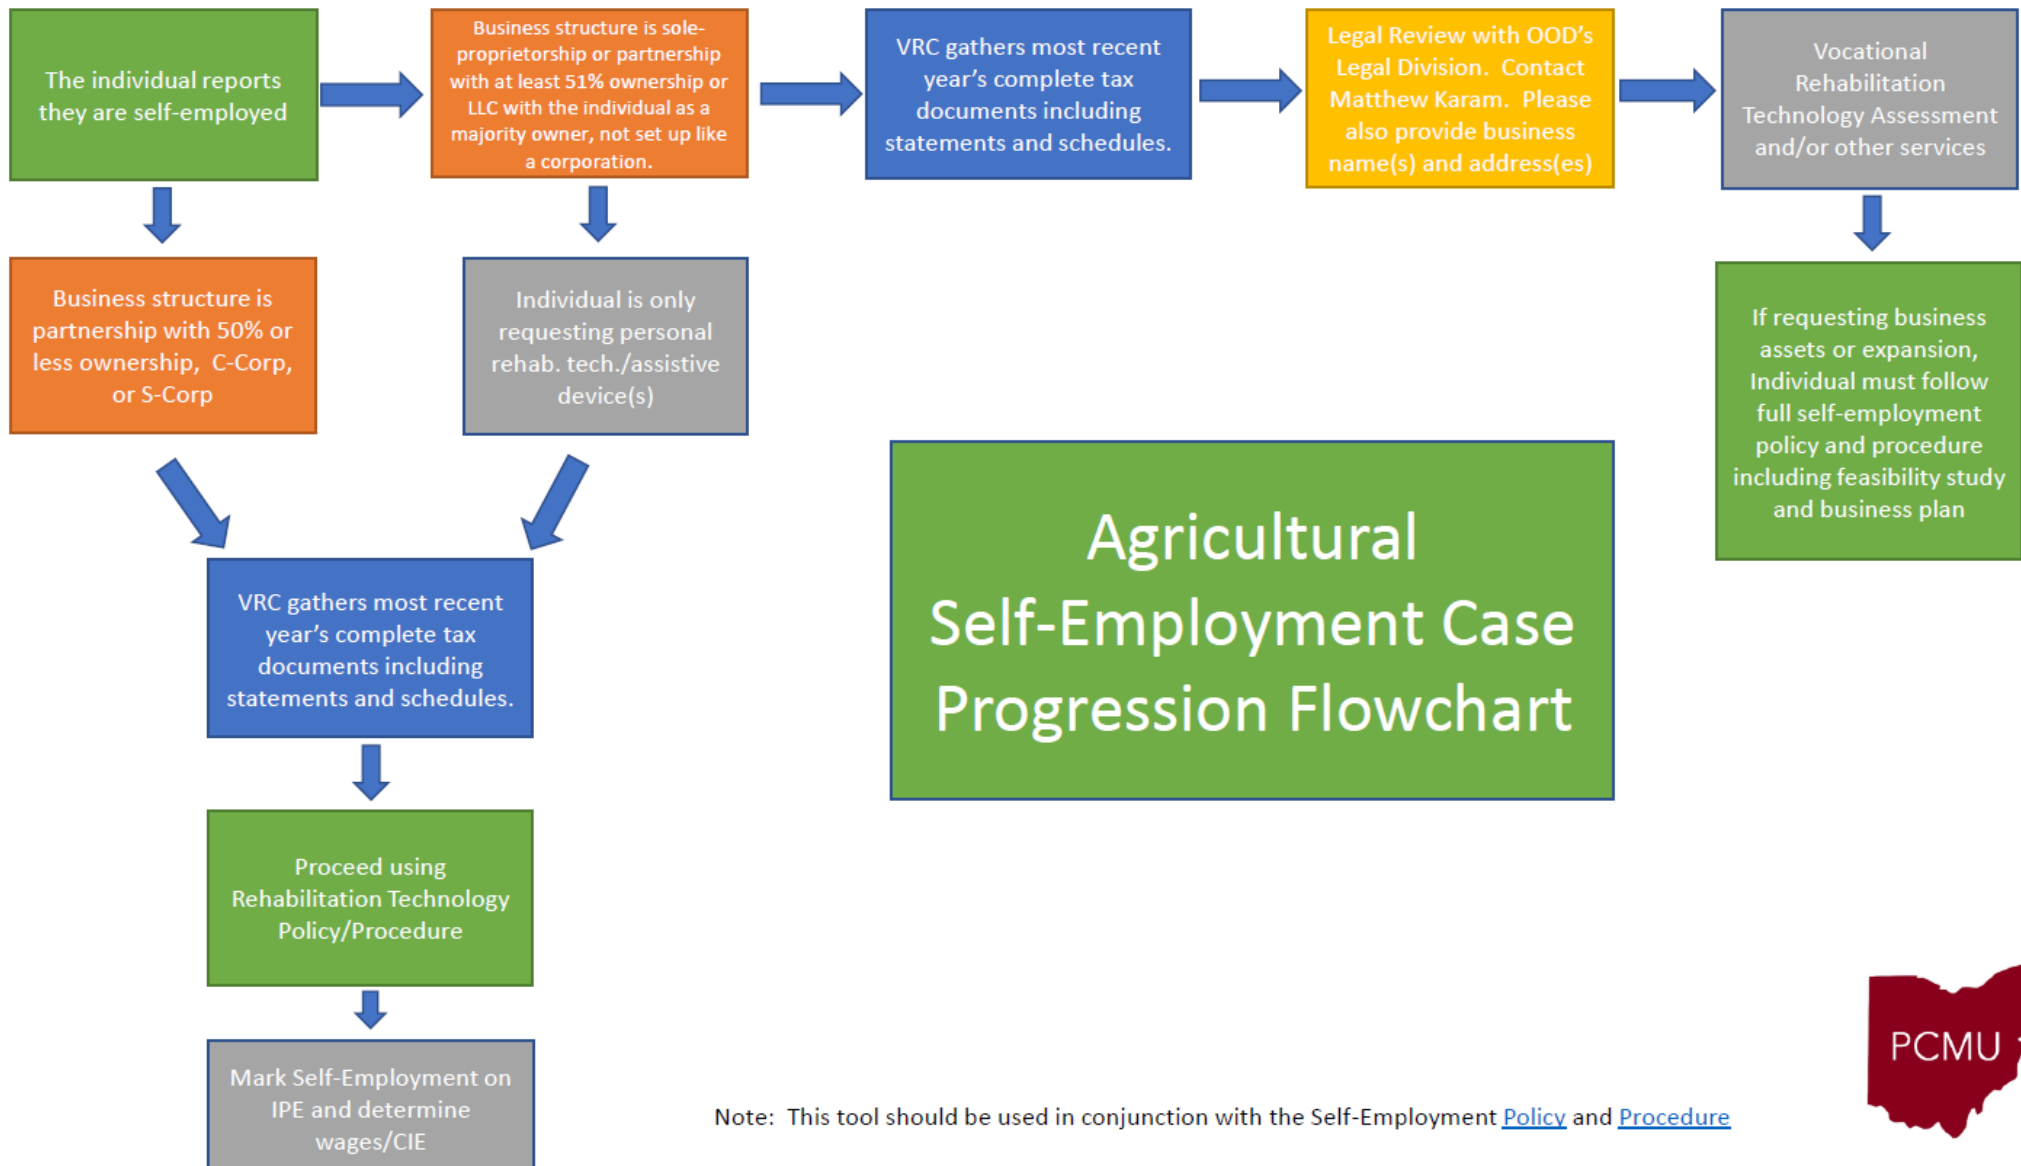 The individual reports
they are self-employed
Business structure is sole-
proprietorship or partnership
with at least 51% ownership or
LLC with the individual as a
majority owner, not set up like
a corporation.
VRC gathers most recent
year's complete tax
documents including
statements and schedules.
Legal Review with OOD's
Legal Division.  Contact
Matthew Karam.  Please
also provide business
name(s) and address(es)
Vocational
Rehabilitation
Technology Assessment
and/or other services
Business structure is
partnership with 50% or
less ownership,  C-Corp,
or S-Corp
Individual is only
requesting personal
rehab. tech./assistive
device(s)
If requesting business
assets or expansion,
Individual must follow
full self-employment
policy and procedure
including feasibility study
and business plan
VRC gathers most recent
year's complete tax
documents including
statements and schedules.
Agricultural
Self-Employment Case
Progression Flowchart
Proceed using
Rehabilitation Technology
Policy/Procedure
Mark Self-Employment on
IPE and determine
wages/CIE
Note:  This tool should be used in conjunction with the Self-Employment Policy and Procedure
PCMU